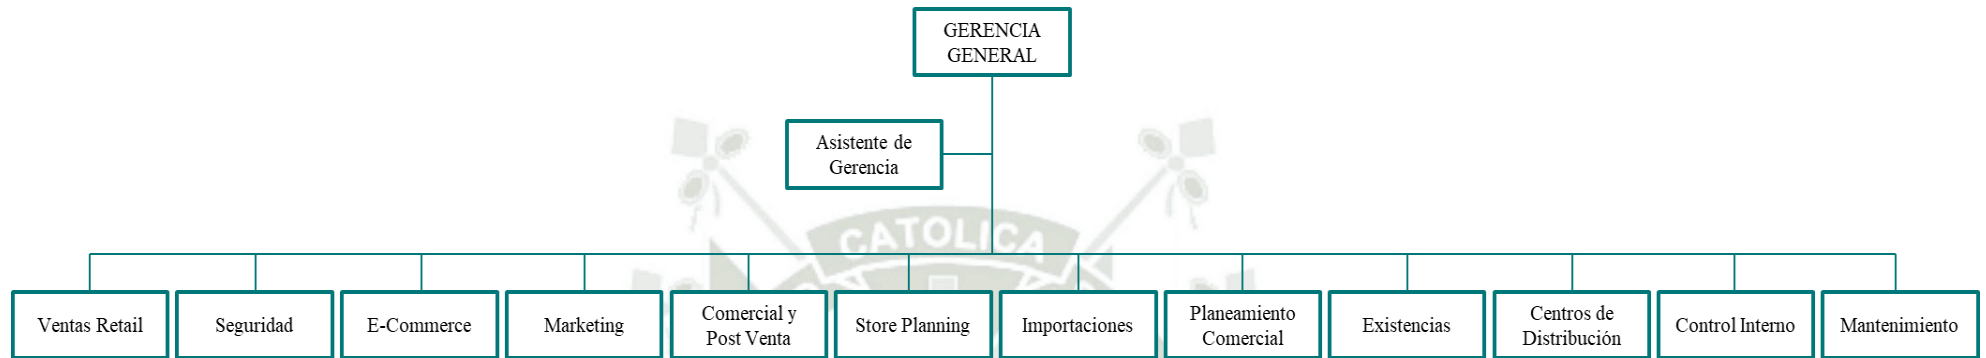 GERENCIA
GENERAL
Asistente de
Gerencia
CATOLICA
Ventas Retail
Seguridad
E-Commerce
Marketing
Comercial y
Post Venta
Store Planning
Importaciones
Planeamiento
Comercial
Existencias
Centros de
Distribución
Control Interno
Mantenimiento